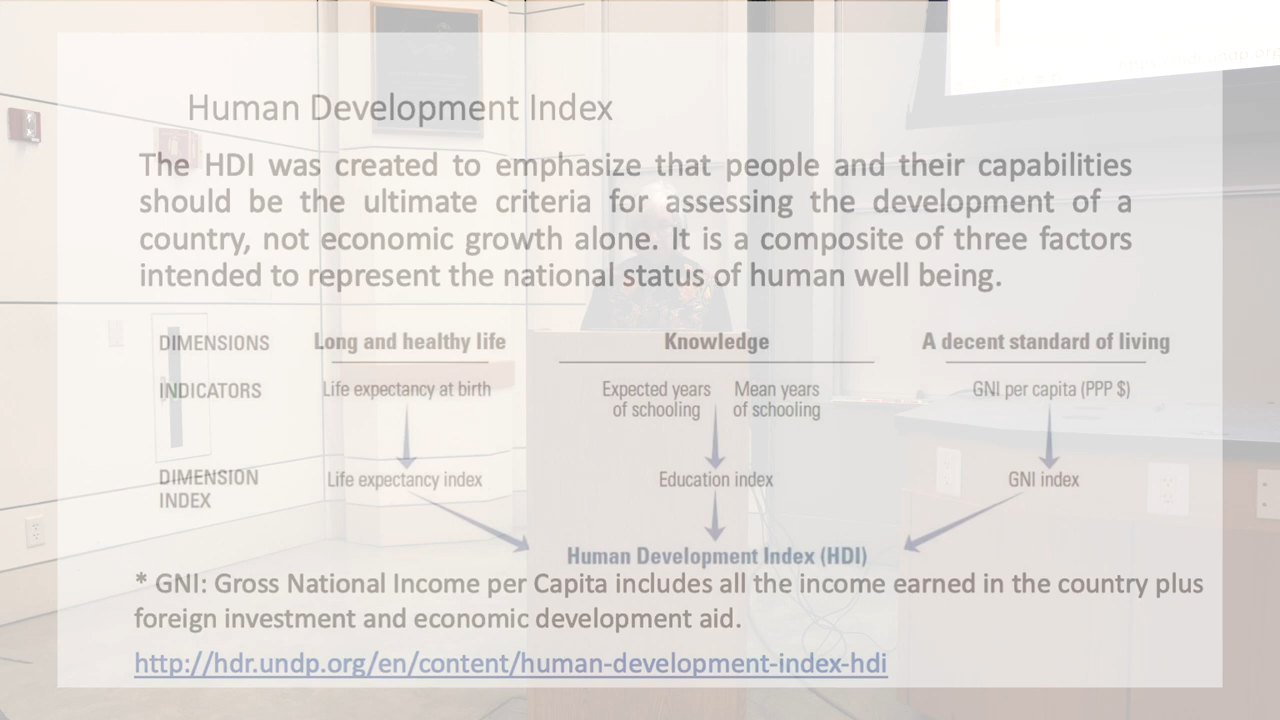 Human Development Index
The HDI was created to emphasize that people and their capabilities
should be the ultimate criteria for assessing the development of a
country, not economic growth alone. It is a composite of three factors
intended to represent the national status of human well being.
DIMENSIONS Long and healthy life Knowledge A decent standard of living
INDICATORS Life expectancy at birth Expected years Mean years GNI per capita (PPP $)
of schooling of schooling
DIMENSION Life expectancy index Education index GNI index
INDEX
Human Development Index (HDI)
* GNI: Gross National Income per Capita includes all the income earned in the country plus
foreign investment and economic development aid.
http://hdr.undp.org/en/content/human-development-index-hdi